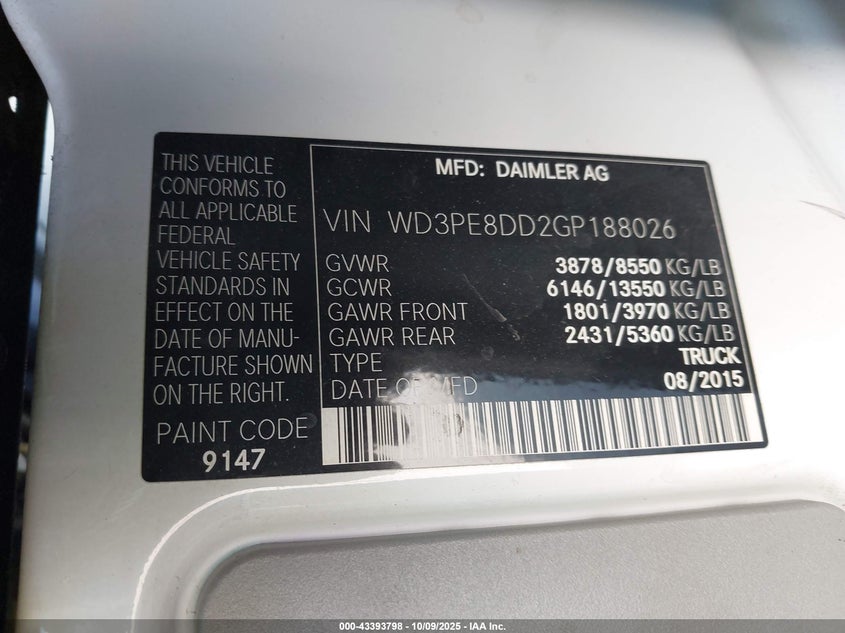 THIS VEHICLE
CONFORMS TO
ALL APPLICABLE
FEDERAL
VEHICLE SAFETY
STANDARDS IN
EFFECT ON THE
DATE OF MANU-
FACTURE SHOWN
ON THE RIGHT.
PAINT CODE
9147
MFD: DAIMLER AG
VIN WD3PE8DD2GP188026
GVWR 3878/8550 KG/LB
GCWR 6146/13550 KG/LB
GAWR FRONT 1801/3970 KG/LB
GAWR REAR 2431/5360 KG/LB
TYPE TRUCK
DATE OF MFD 08/2015
000-43393798 - 10/09/2025 - IAA Inc.